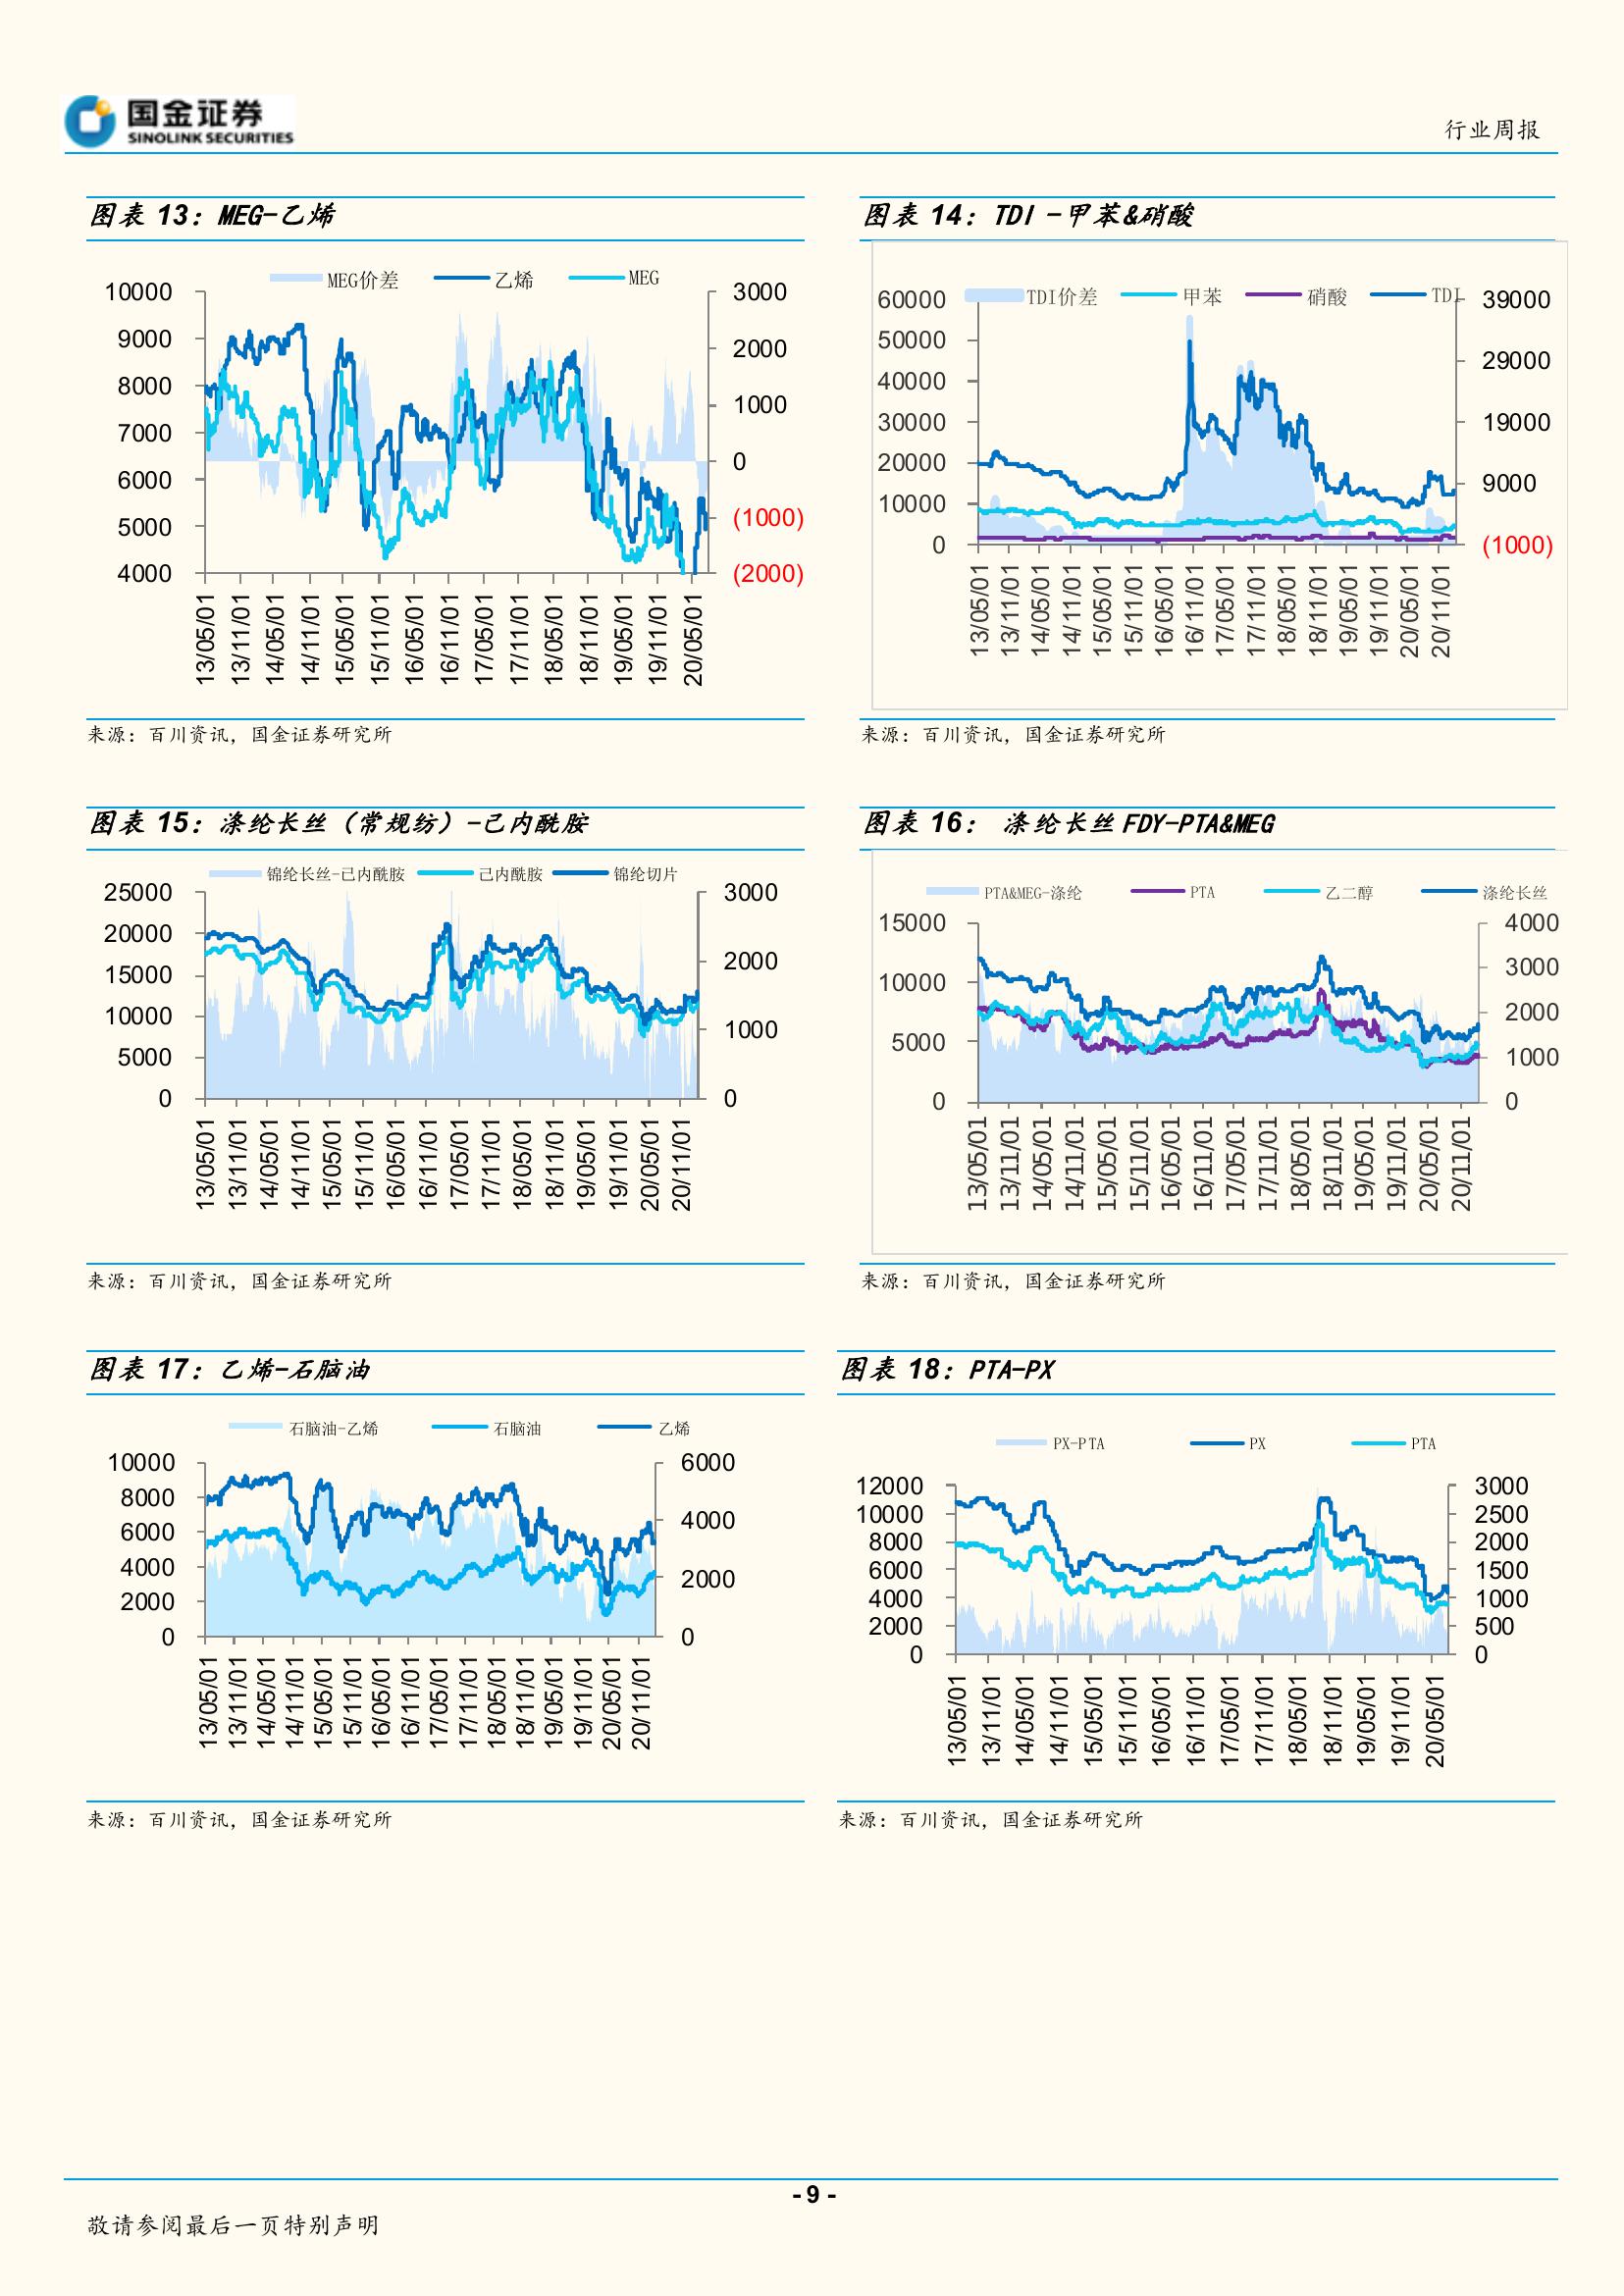 国金证券
SINOLINK SECURITIES
行业周报
图表 13：MEG-乙烯
MEG价差 乙烯 MEG
10000
9000
8000
7000
6000
5000
4000
3000
2000
1000
0
(1000)
(2000)
13/05/01 13/11/01 14/05/01 14/11/01 15/05/01 15/11/01 16/05/01 16/11/01 17/05/01 17/11/01 18/05/01 18/11/01 19/05/01 19/11/01 20/05/01
来源：百川资讯，国金证券研究所
图表 14：TDI -甲苯&硝酸
TDI价差 甲苯 硝酸 TDI
60000
50000
40000
30000
20000
10000
0
39000
29000
19000
9000
(1000)
13/05/01 13/11/01 14/05/01 14/11/01 15/05/01 15/11/01 16/05/01 16/11/01 17/05/01 17/11/01 18/05/01 18/11/01 19/05/01 19/11/01 20/05/01 20/11/01
来源：百川资讯，国金证券研究所
图表 15：涤纶长丝（常规纺）-己内酰胺
锦纶长丝-已内酰胺 己内酰胺 锦纶切片
25000
20000
15000
10000
5000
0
3000
2000
1000
0
13/05/01 13/11/01 14/05/01 14/11/01 15/05/01 15/11/01 16/05/01 16/11/01 17/05/01 17/11/01 18/05/01 18/11/01 19/05/01 19/11/01 20/05/01 20/11/01
来源：百川资讯，国金证券研究所
图表 16： 涤纶长丝 FDY-PTA&MEG
PTA&MEG-涤纶 PTA 乙二醇 涤纶长丝
15000
10000
5000
0
4000
3000
2000
1000
0
13/05/01 13/11/01 14/05/01 14/11/01 15/05/01 15/11/01 16/05/01 16/11/01 17/05/01 17/11/01 18/05/01 18/11/01 19/05/01 19/11/01 20/05/01 20/11/01
来源：百川资讯，国金证券研究所
图表 17：乙烯-石脑油
石脑油-乙烯 石脑油 乙烯
10000
8000
6000
4000
2000
0
6000
4000
2000
0
13/05/01 13/11/01 14/05/01 14/11/01 15/05/01 15/11/01 16/05/01 16/11/01 17/05/01 17/11/01 18/05/01 18/11/01 19/05/01 19/11/01 20/05/01 20/11/01
来源：百川资讯，国金证券研究所
图表 18：PTA-PX
PX-PTA PX PTA
12000
10000
8000
6000
4000
2000
0
3000
2500
2000
1500
1000
500
0
13/05/01 13/11/01 14/05/01 14/11/01 15/05/01 15/11/01 16/05/01 16/11/01 17/05/01 17/11/01 18/05/01 18/11/01 19/05/01 19/11/01 20/05/01
来源：百川资讯，国金证券研究所
- 9 -
敬请参阅最后一页特别声明